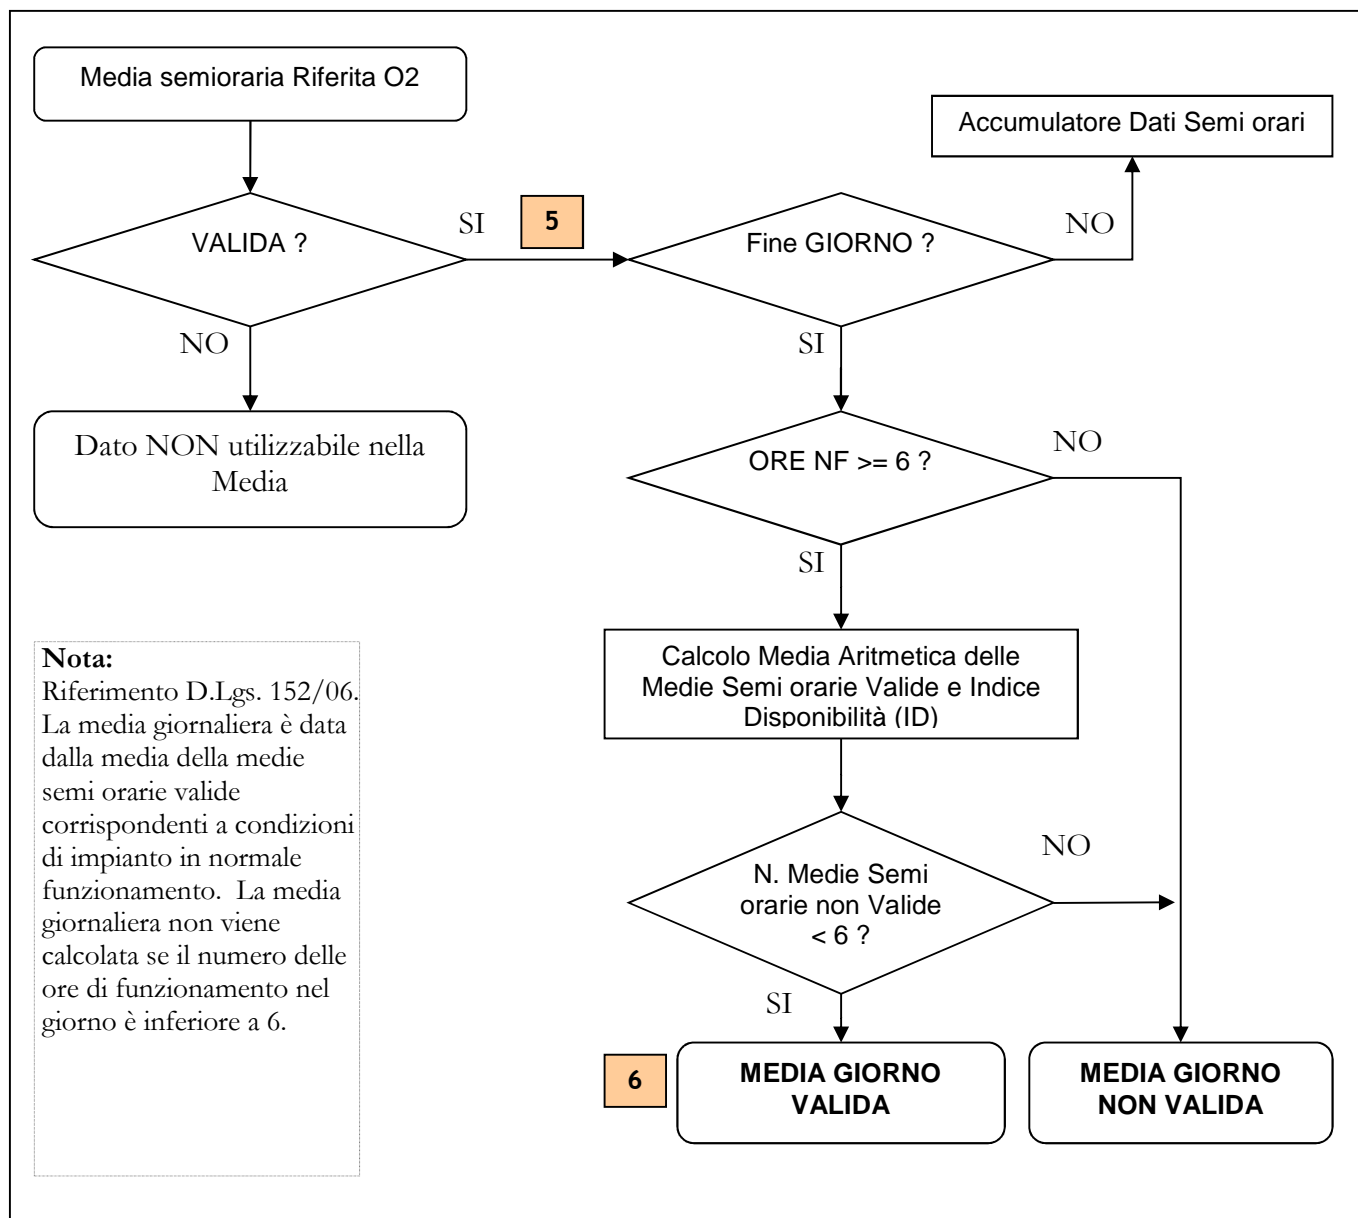 Media semioraria Riferita O2
Accumulatore Dati Semi orari
VALIDA ?
SI
5
Fine GIORNO ?
NO
NO
SI
Dato NON utilizzabile nella
Media
ORE NF >= 6 ?
NO
SI
Calcolo Media Aritmetica delle
Medie Semi orarie Valide e Indice
Disponibilità (ID)
Nota:
Riferimento D.Lgs. 152/06.
La media giornaliera è data
dalla media della medie
semi orarie valide
corrispondenti a condizioni
di impianto in normale
funzionamento.  La media
giornaliera non viene
calcolata se il numero delle
ore di funzionamento nel
giorno è inferiore a 6.
N. Medie Semi
orarie non Valide
< 6 ?
NO
SI
6
MEDIA GIORNO
VALIDA
MEDIA GIORNO
NON VALIDA